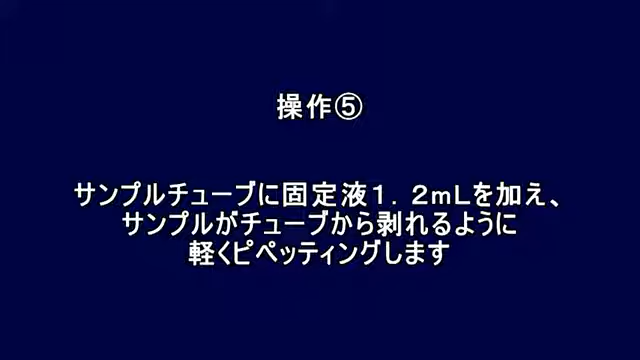 操作⑤
サンプルチューブに固定液１．２ｍＬを加え、
サンプルがチューブから剥れるように
軽くピペッティングします